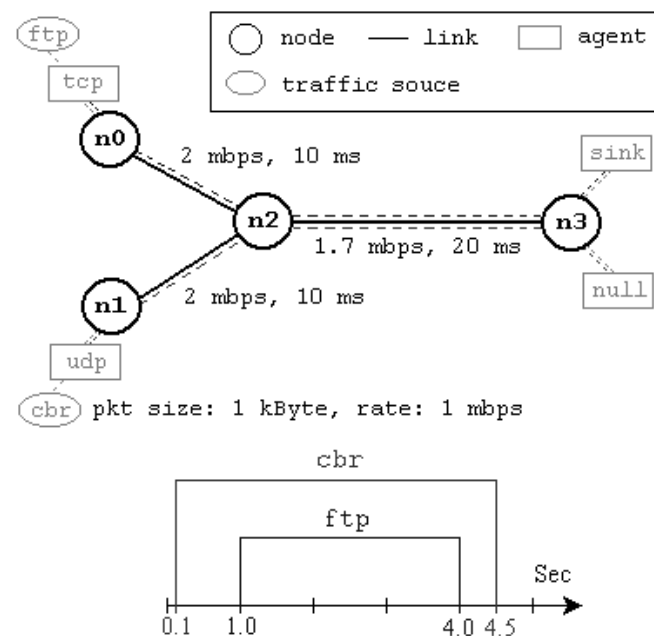 ftp
node link agent
tcp
traffic souce
n0
2 mbps, 10 ms
sink
n2
n3
1.7 mbps, 20 ms
n1
2 mbps, 10 ms
null
udp
cbr pkt size: 1 kByte, rate: 1 mbps
cbr
ftp
Sec
0.1 1.0 4.0 4.5